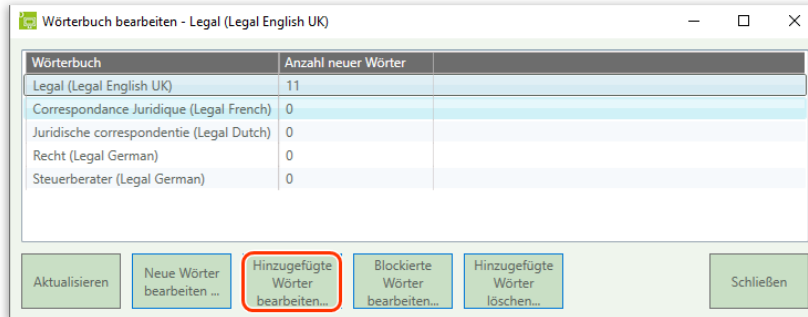 Wörterbuch bearbeiten - Legal (Legal English UK)
Wörterbuch Anzahl neuer Wörter
Legal (Legal English UK) 11
Correspondance Juridique (Legal French) 0
Juridische correspondentie (Legal Dutch) 0
Recht (Legal German) 0
Steuerberater (Legal German) 0
Aktualisieren
Neue Wörter
bearbeiten ...
Hinzugefügte
Wörter
bearbeiten...
Blockierte
Wörter
bearbeiten...
Hinzugefügte
Wörter
löschen...
Schließen